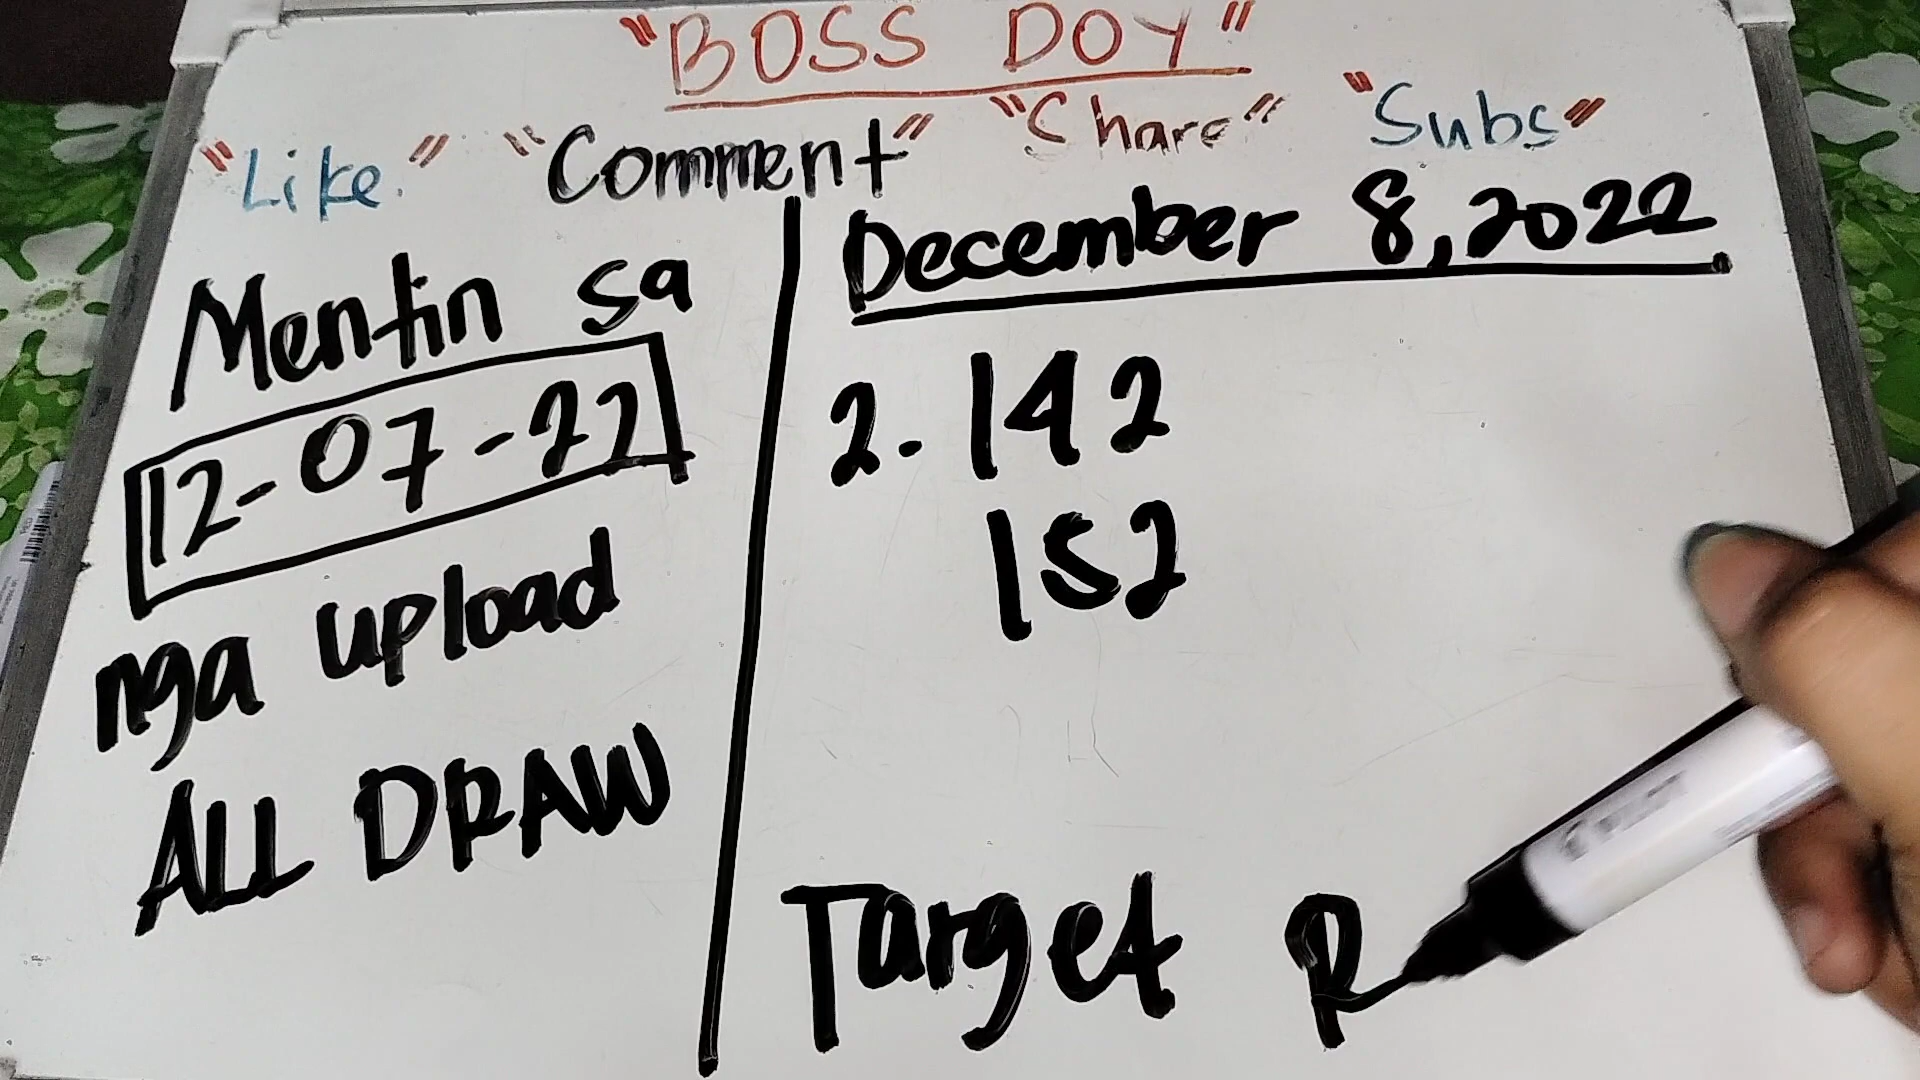 "BOSS DOY"
"Like." "Comment" "Share" "Subs"
Mentin sa
12-07-22
nga upload
ALL DRAW
December 8, 2022
2. 142
152
Target R